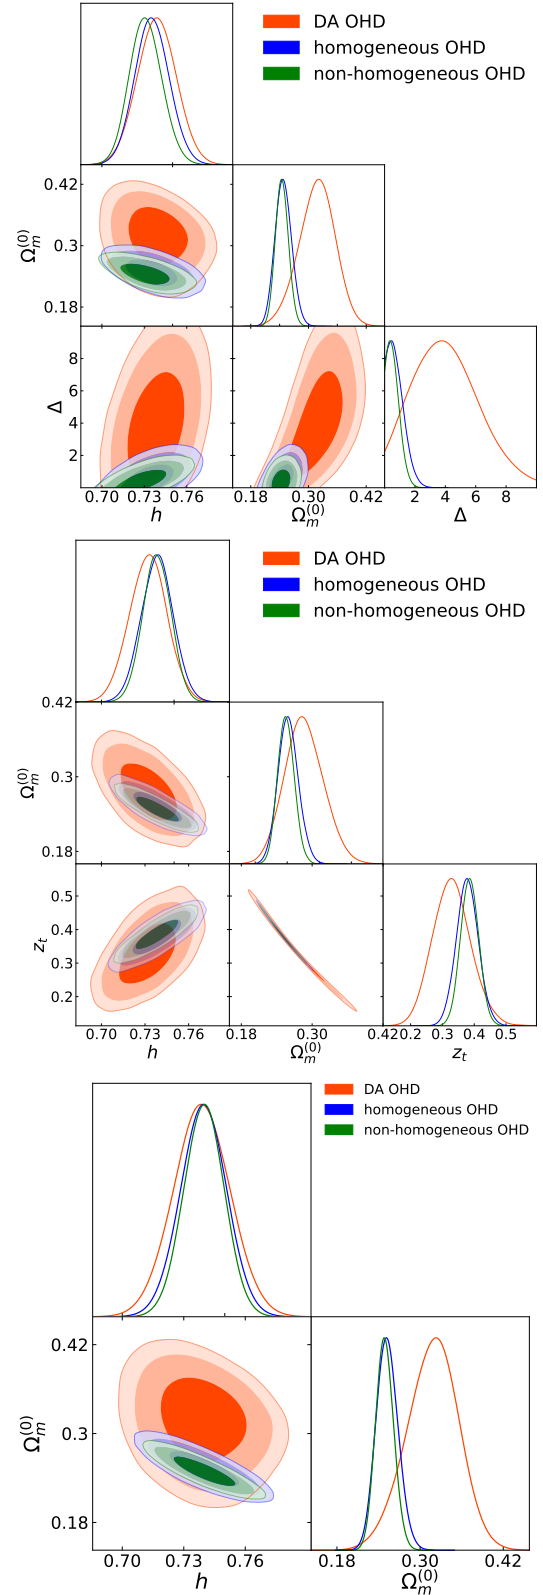 DA OHD
homogeneous OHD
non-homogeneous OHD
0.42
0.3
0.18
Ω_m^(0)
8
6
4
2
Δ
0.70 0.73 0.76
h
0.18 0.30 0.42
Ω_m^(0)
2 4 6 8
Δ
DA OHD
homogeneous OHD
non-homogeneous OHD
0.42
0.3
0.18
Ω_m^(0)
0.5
0.4
0.3
0.2
z_t
0.70 0.73 0.76
h
0.18 0.30 0.42
Ω_m^(0)
0.2 0.3 0.4 0.5
z_t
DA OHD
homogeneous OHD
non-homogeneous OHD
0.42
0.3
0.18
Ω_m^(0)
0.70 0.73 0.76
h
0.18 0.30 0.42
Ω_m^(0)